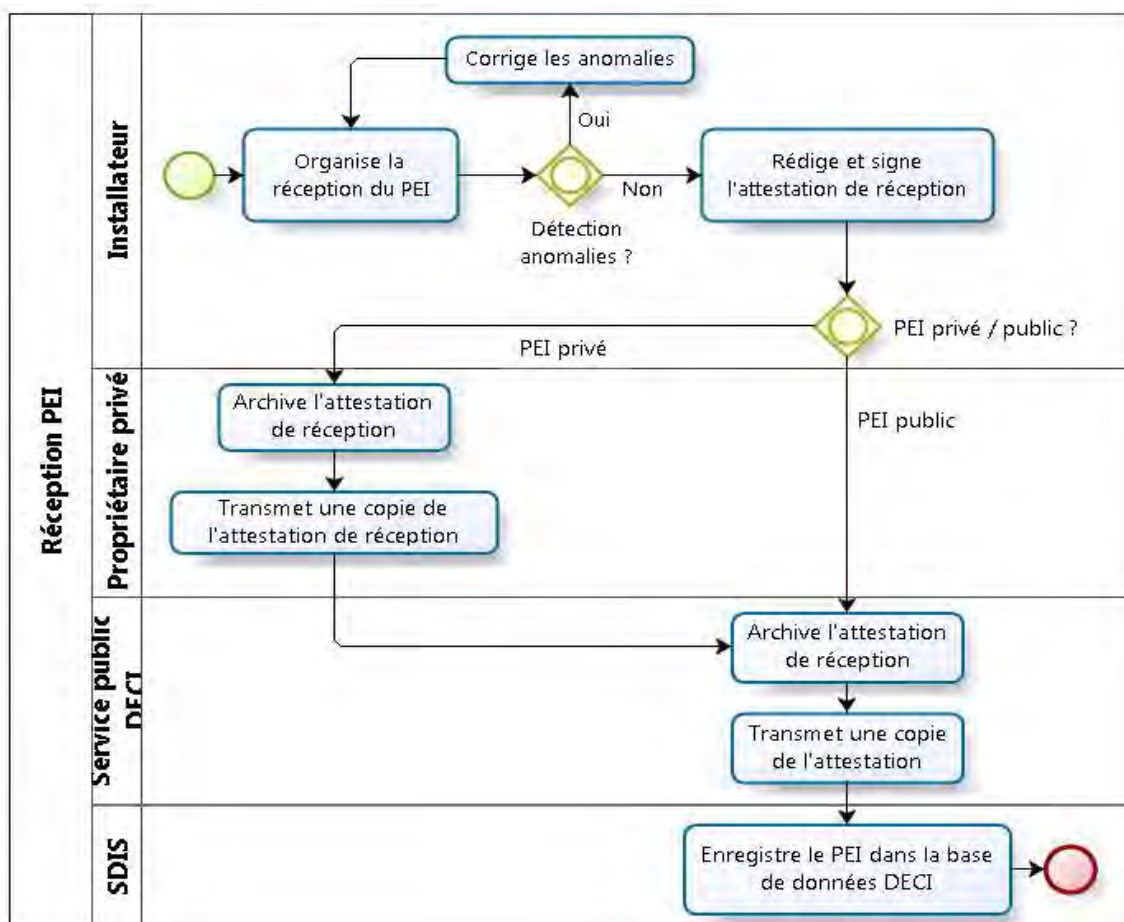 Réception PEI
Installateur
Corrige les anomalies
Oui
Organise la
réception du PEI
Non
Détection
anomalies ?
Rédige et signe
l'attestation de réception
PEI privé / public ?
PEI privé
PEI public
Propriétaire privé
Archive l'attestation
de réception
Transmet une copie de
l'attestation de réception
Service public
DECI
Archive l'attestation
de réception
Transmet une copie
de l'attestation
SDIS
Enregistre le PEI dans la base
de données DECI